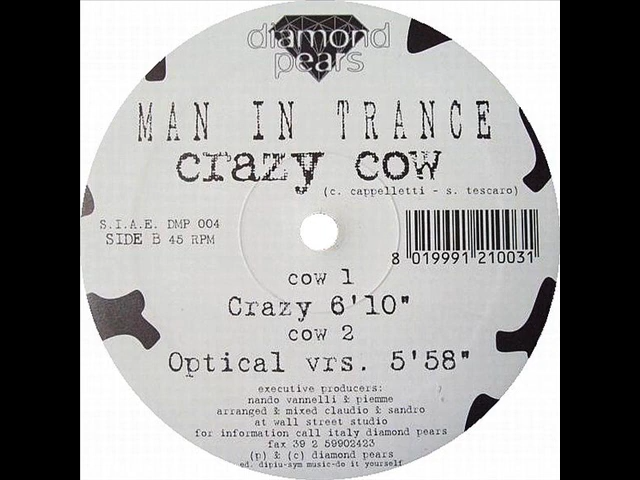 diamond
pears
MAN IN TRANCE
crazy cow
(c. cappelletti - s. tescaro)
S.I.A.E. DMP 004
SIDE B 45 RPM
8 019991 210031
cow 1
Crazy 6'10"
cow 2
Optical vrs. 5'58"
executive producers:
nando vannelli & piemme
arranged & mixed claudio & sandro
at wall street studio
for information call italy diamond pears
fax 39 2 59902423
(p) & (c) diamond pears
ed. dipiu-sym music-do it yourself